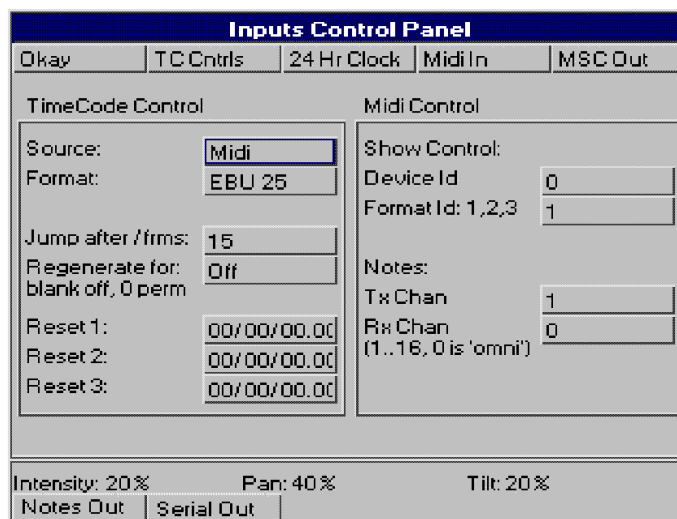 Inputs Control Panel
Okay TC Cntrls 24 Hr Clock Midi In MSC Out
TimeCode Control
Source: Midi
Format: EBU 25
Jump after /frms: 15
Regenerate for: Off
blank off, 0 perm
Reset 1: 00/00/00.00
Reset 2: 00/00/00.00
Reset 3: 00/00/00.00
Midi Control
Show Control:
Device Id 0
Format Id: 1,2,3 1
Notes:
Tx Chan 1
Rx Chan 0
(1..16, 0 is 'omni')
Intensity: 20% Pan: 40% Tilt: 20%
Notes Out Serial Out